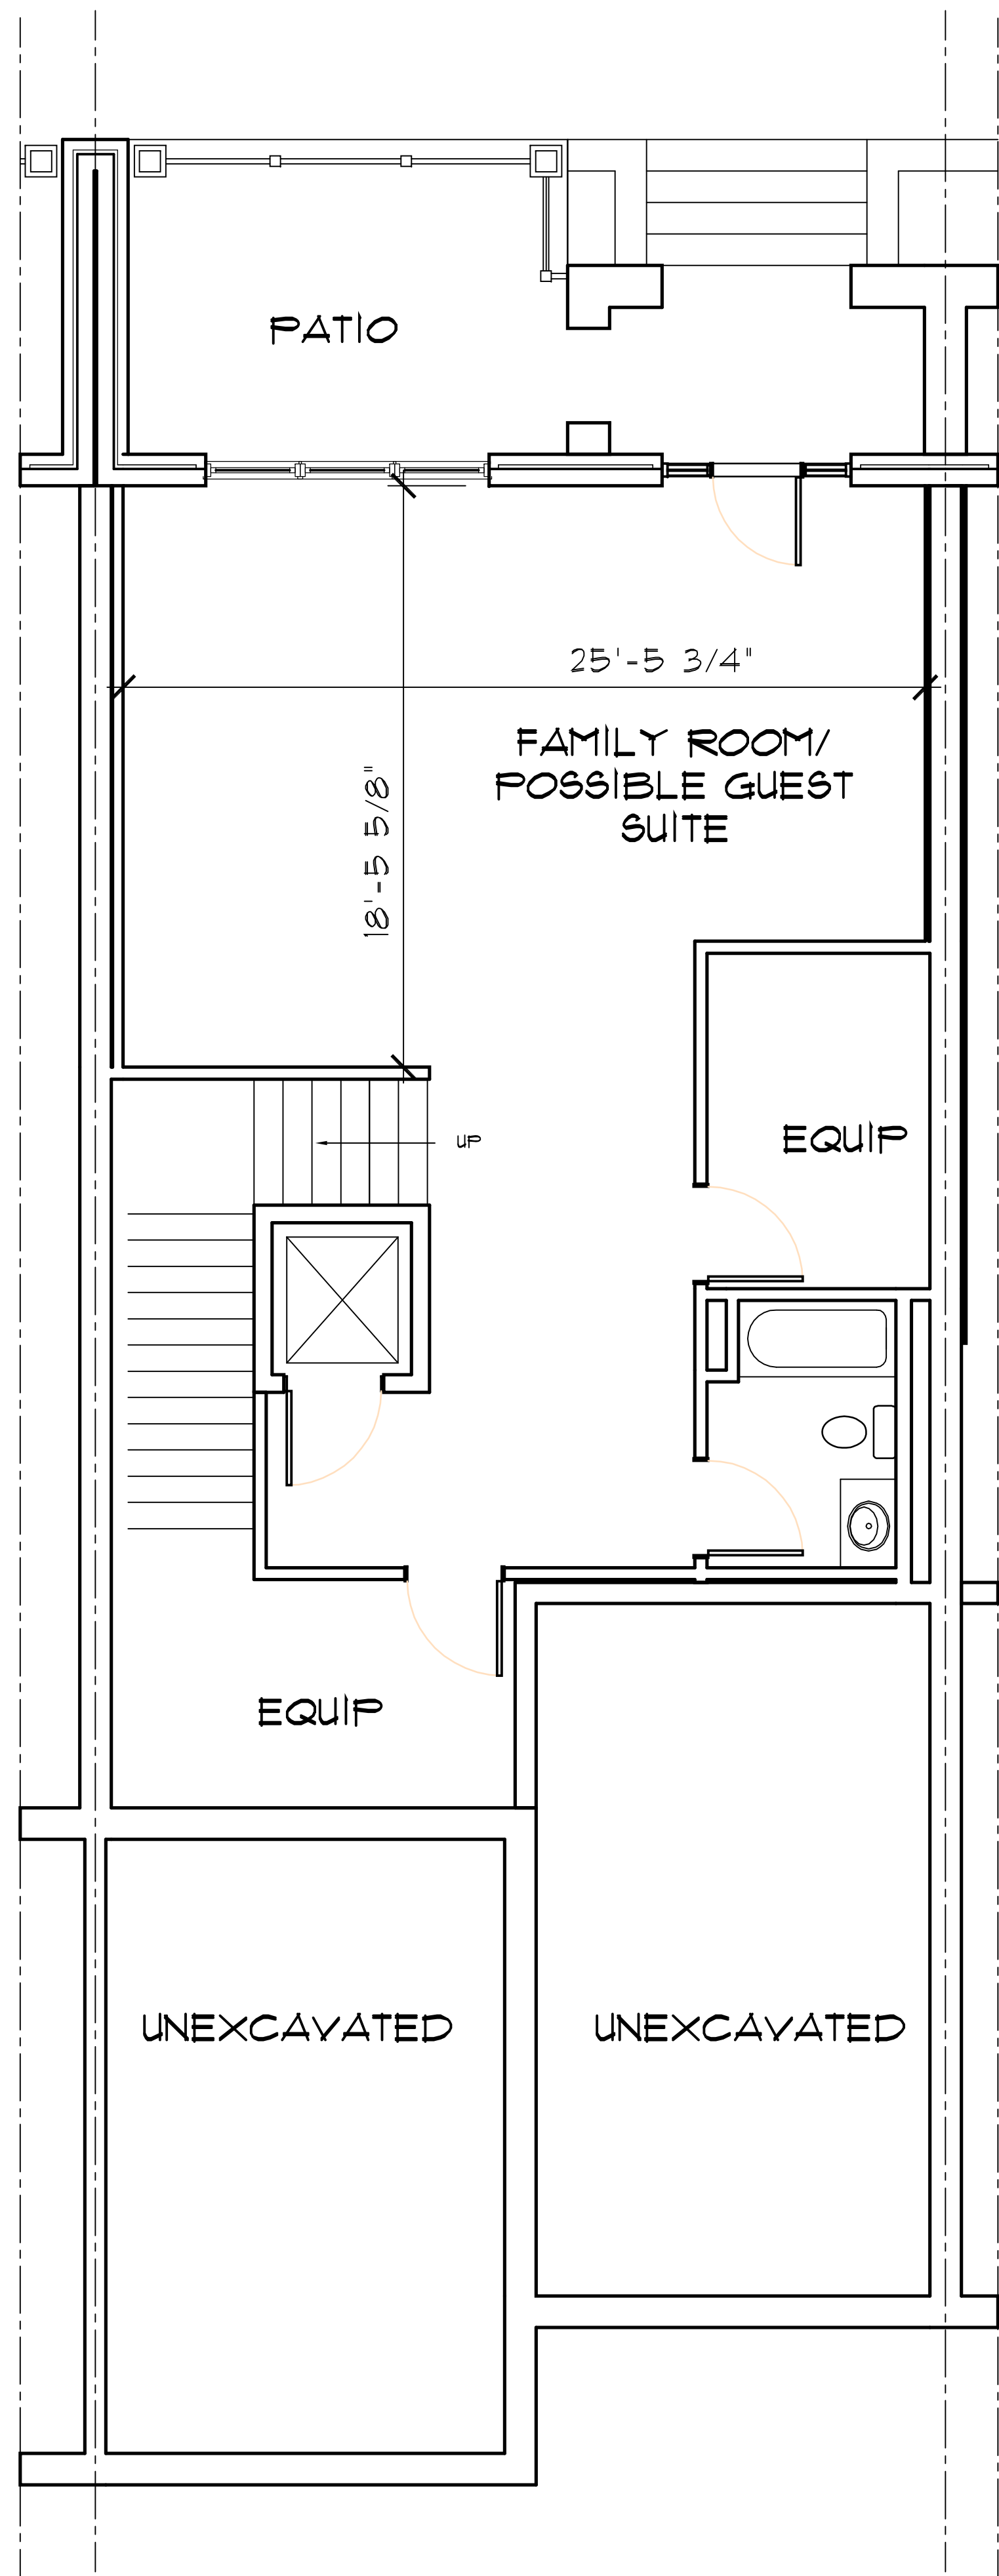 PATIO
25'-5 3/4"
FAMILY ROOM/
POSSIBLE GUEST
SUITE
18'-5 5/8"
UP
EQUIP
EQUIP
UNEXCAVATED
UNEXCAVATED